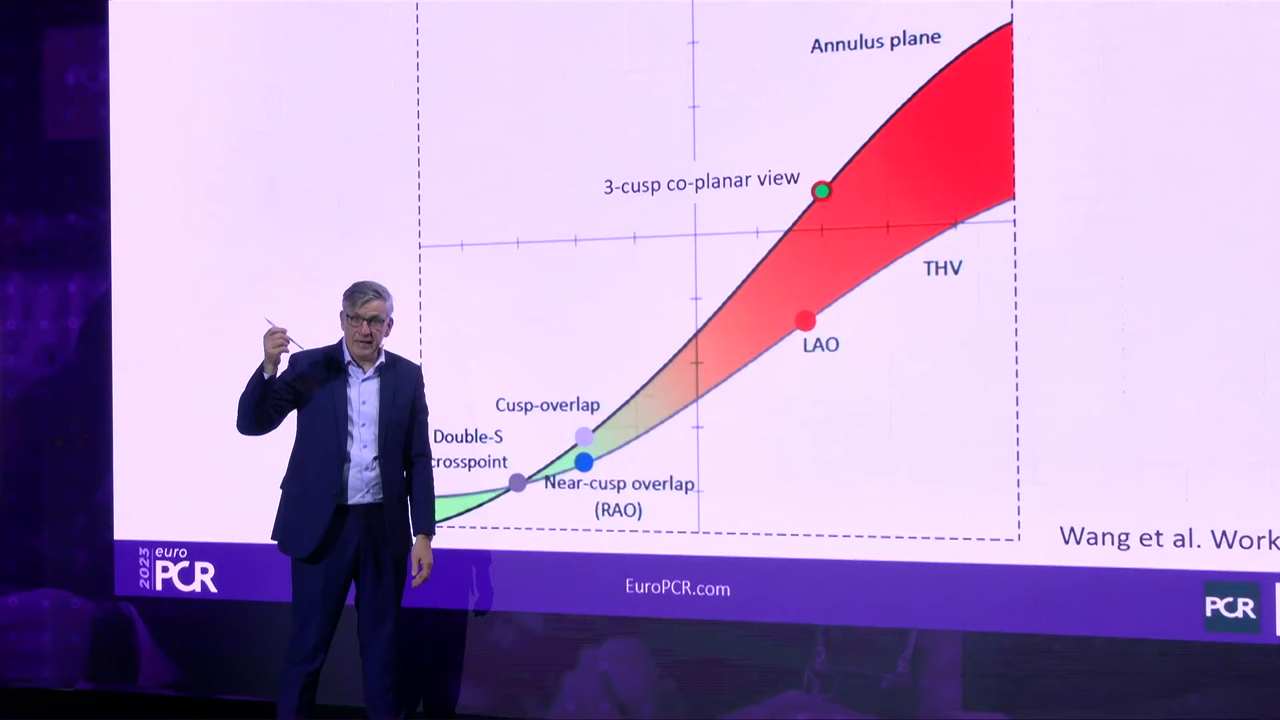 Annulus plane
3-cusp co-planar view
THV
LAO
Cusp-overlap
Double-S
crosspoint
Near-cusp overlap
(RAO)
Wang et al. Work
2023
euro
PCR
EuroPCR.com
PCR